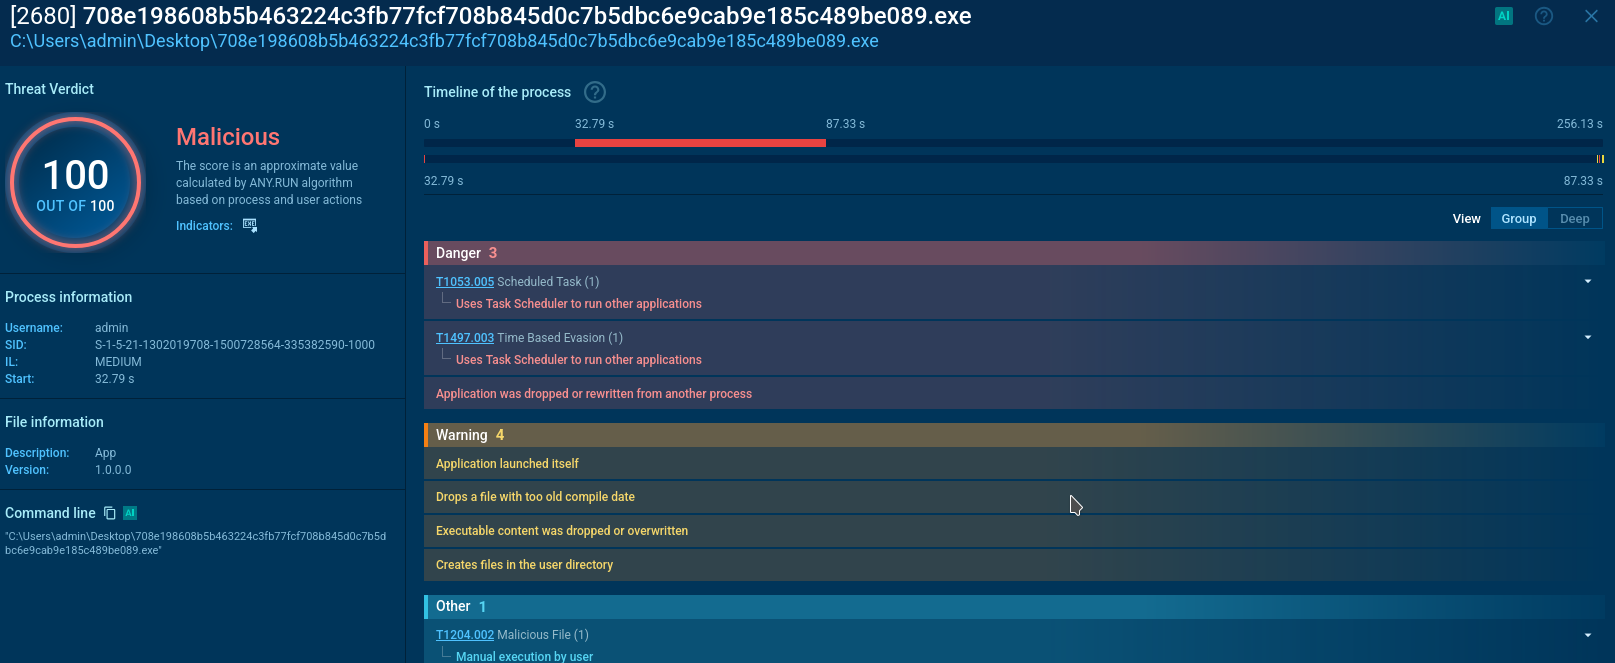 [2680] 708e198608b5b463224c3fb77fcf708b845d0c7b5dbc6e9cab9e185c489be089.exe
AI
C:\Users\admin\Desktop\708e198608b5b463224c3fb77fcf708b845d0c7b5dbc6e9cab9e185c489be089.exe
Threat Verdict
100
OUT OF 100
Malicious
The score is an approximate value
calculated by ANY.RUN algorithm
based on process and user actions
Indicators:
Process information
Username: admin
SID: S-1-5-21-1302019708-1500728564-335382590-1000
IL: MEDIUM
Start: 32.79 s
File information
Description: App
Version: 1.0.0.0
Command line AI
"C:\Users\admin\Desktop\708e198608b5b463224c3fb77fcf708b845d0c7b5d
bc6e9cab9e185c489be089.exe"
Timeline of the process ?
0 s 32.79 s 87.33 s 256.13 s
32.79 s 87.33 s
View Group Deep
Danger 3
T1053.005 Scheduled Task (1)
Uses Task Scheduler to run other applications
T1497.003 Time Based Evasion (1)
Uses Task Scheduler to run other applications
Application was dropped or rewritten from another process
Warning 4
Application launched itself
Drops a file with too old compile date
Executable content was dropped or overwritten
Creates files in the user directory
Other 1
T1204.002 Malicious File (1)
Manual execution by user